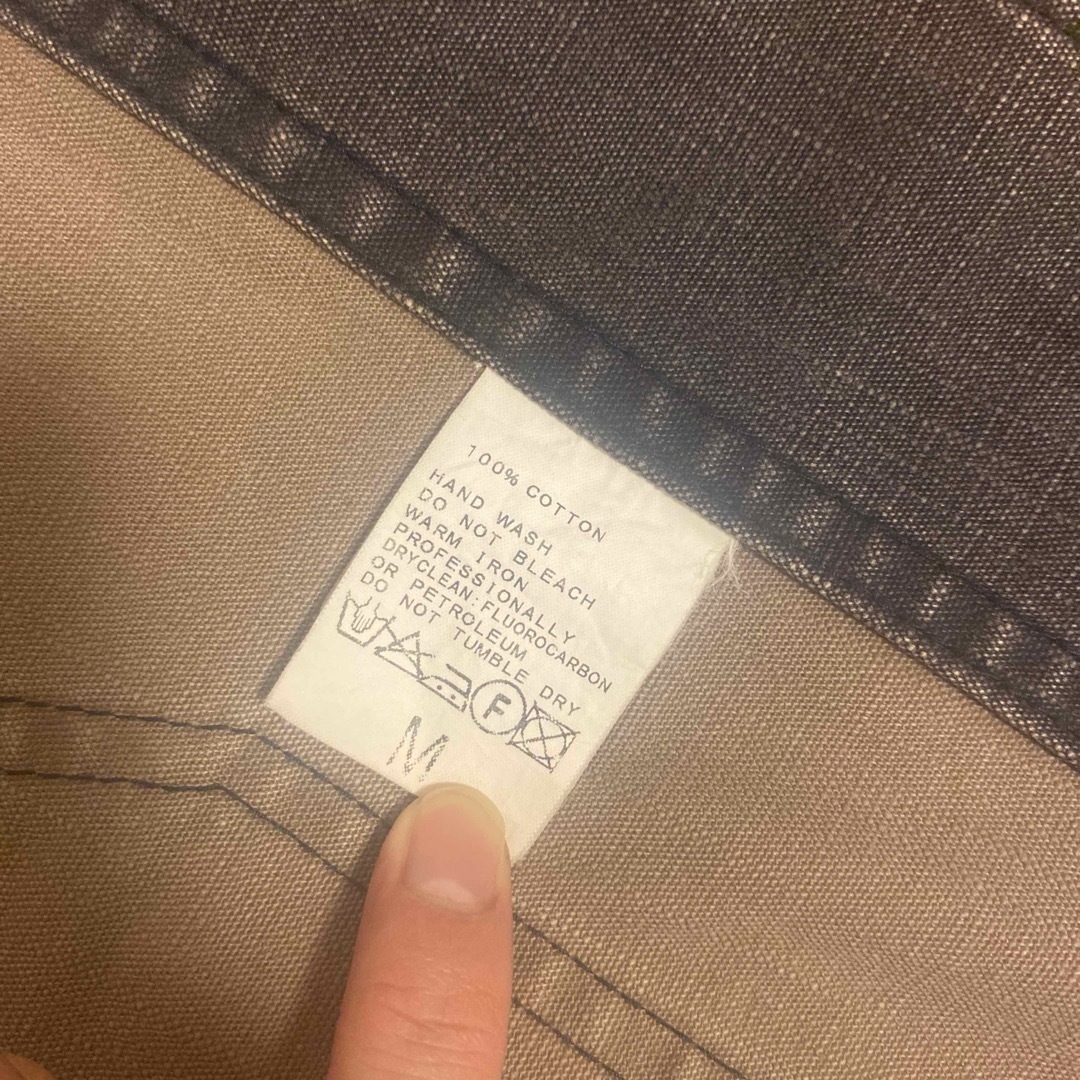 100% COTTON
HAND WASH
DO NOT BLEACH
WARM IRON
PROFESSIONALLY
DRYCLEAN:FLUOROCARBON
OR PETROLEUM
DO NOT TUMBLE DRY
F
M